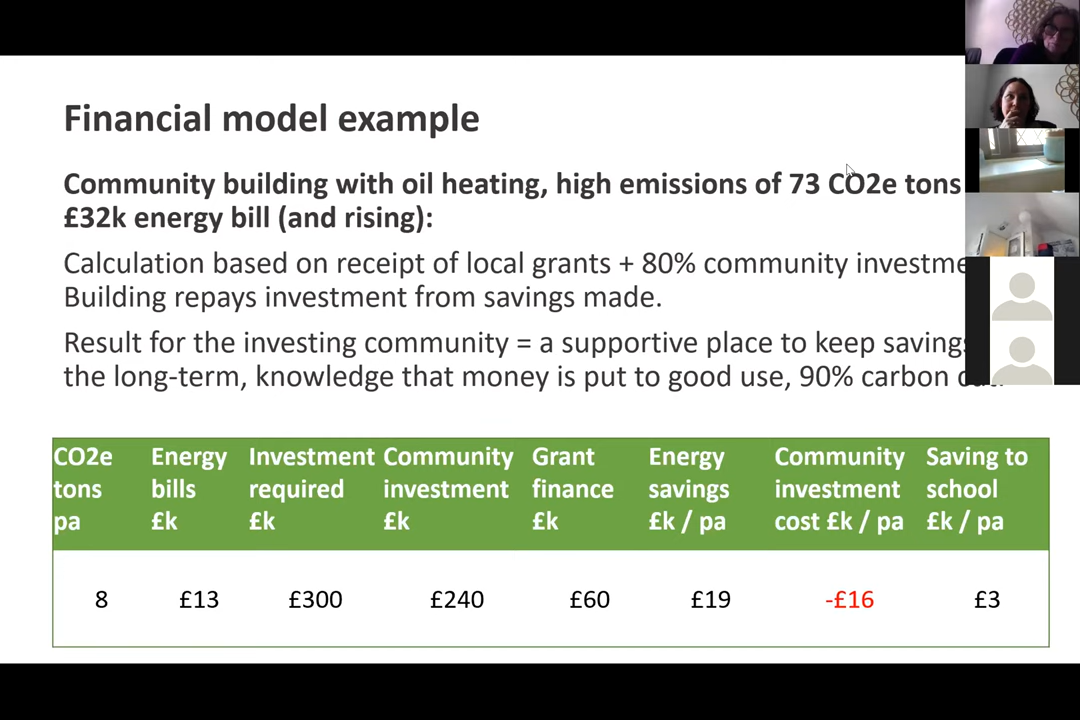 Financial model example
Community building with oil heating, high emissions of 73 CO2e tons
£32k energy bill (and rising):
Calculation based on receipt of local grants + 80% community
Building repays investment from savings made.
Result for the investing community = a supportive place to keep
the long-term, knowledge that money is put to good use, 90% carbon
CO2e tons pa
Energy bills £k
Investment required £k
Community investment £k
Grant finance £k
Energy savings £k / pa
Community investment cost £k / pa
Saving to school £k / pa
8 £13 £300 £240 £60 £19 -£16 £3